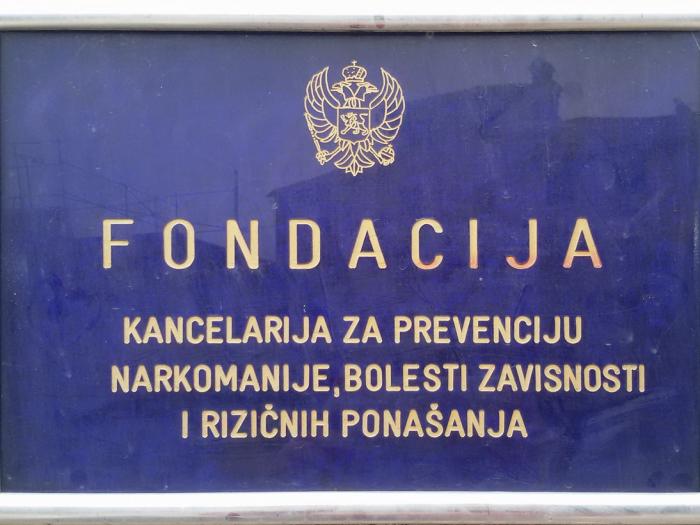 FONDACIJA
KANCELARIJA ZA PREVENCIJU
NARKOMANIJE, BOLESTI ZAVISNOSTI
I RIZIČNIH PONAŠANJA